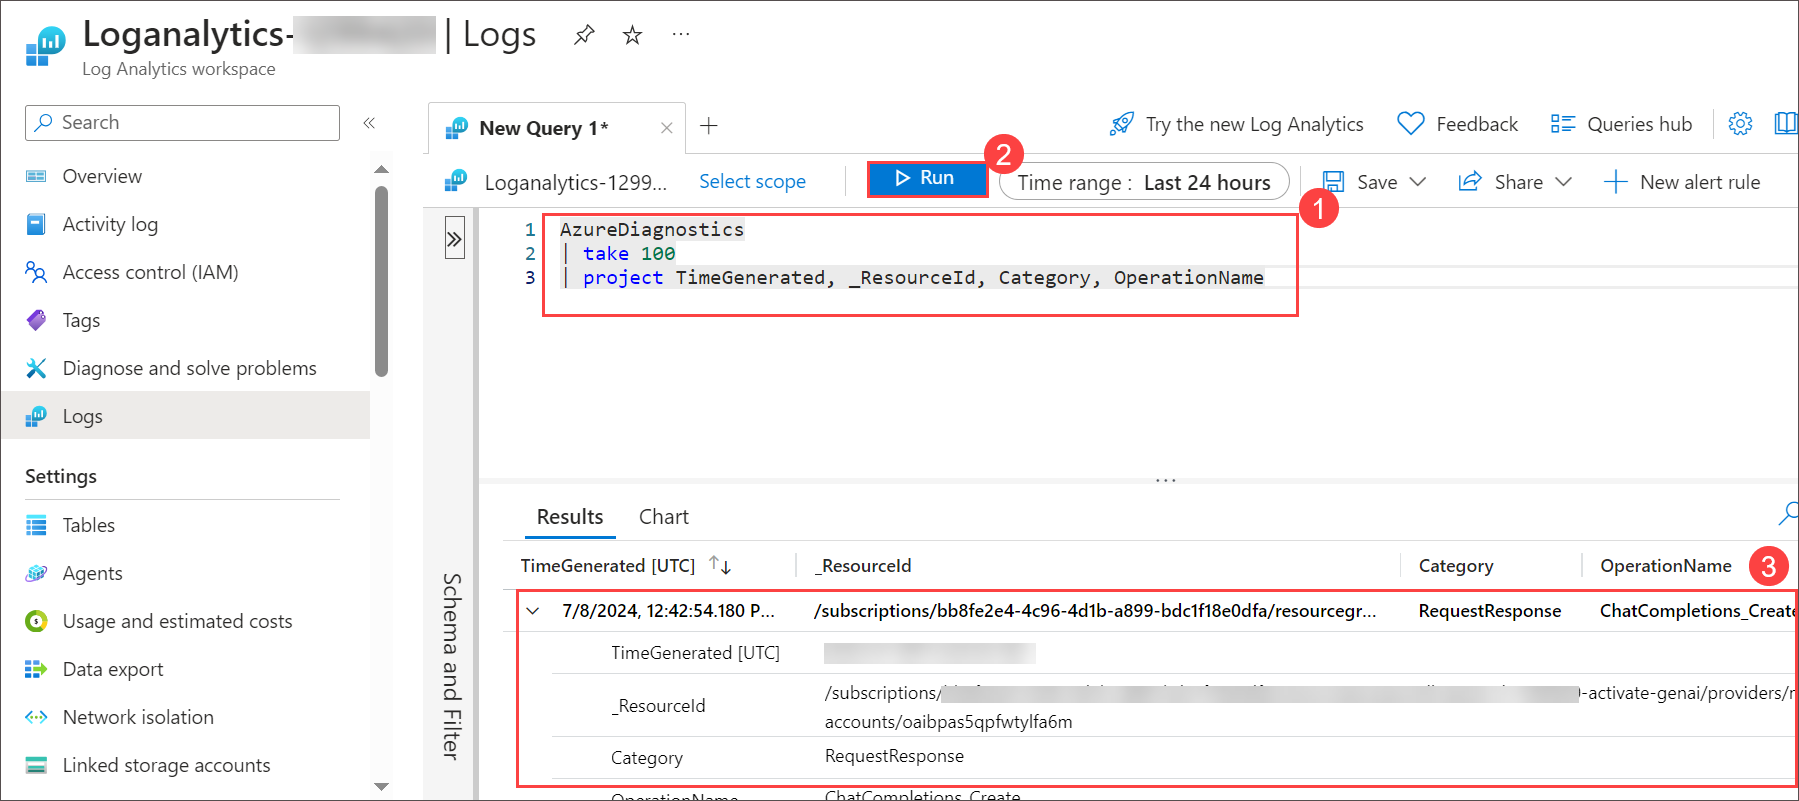 Loganalytics- | Logs
Log Analytics workspace
Search
Overview
Activity log
Access control (IAM)
Tags
Diagnose and solve problems
Logs
Settings
Tables
Agents
Usage and estimated costs
Data export
Network isolation
Linked storage accounts
New Query 1*
Try the new Log Analytics
Feedback
Queries hub
Loganalytics-1299...
Select scope
Run
2
Time range : Last 24 hours
Save
Share
New alert rule
1
1 AzureDiagnostics
2 | take 100
3 | project TimeGenerated, _ResourceId, Category, OperationName
Schema and Filter
Results Chart
TimeGenerated [UTC] _ResourceId Category OperationName
3
7/8/2024, 12:42:54.180 P... /subscriptions/bb8fe2e4-4c96-4d1b-a899-bdc1f18e0dfa/resourcegr... RequestResponse ChatCompletions_Create
TimeGenerated [UTC]
_ResourceId /subscriptions/ -activate-genai/providers/
accounts/oaibpas5qpfwtylfa6m
Category RequestResponse
OperationName ChatCompletions_Create